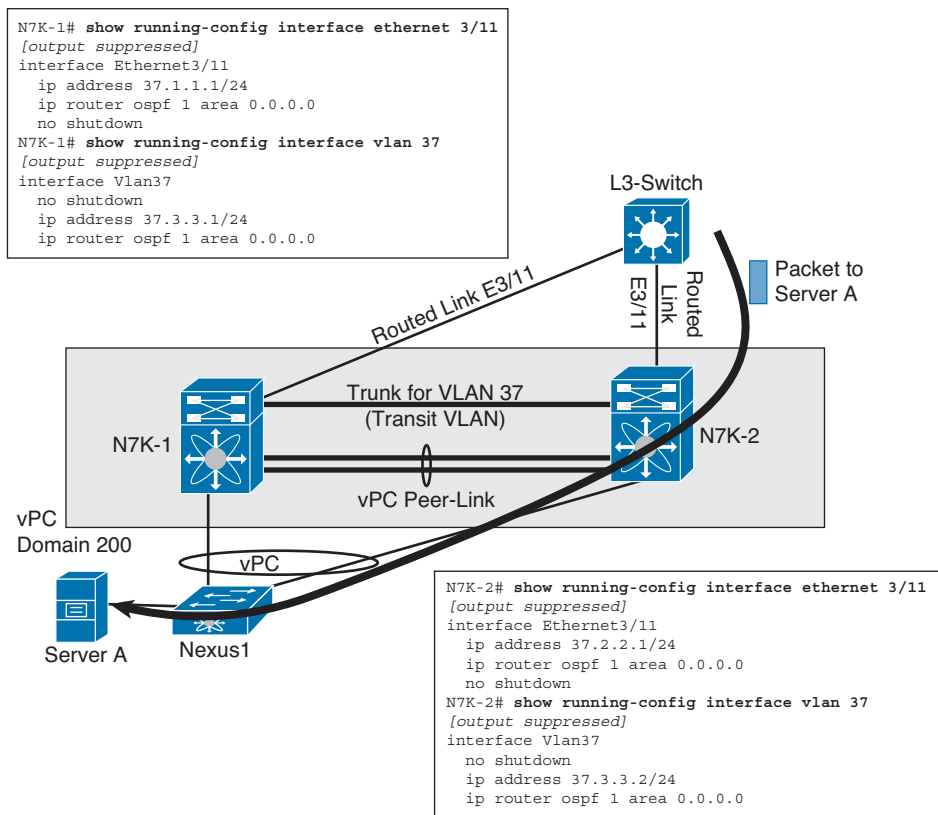 N7K-1# show running-config interface ethernet 3/11
[output suppressed]
interface Ethernet3/11
ip address 37.1.1.1/24
ip router ospf 1 area 0.0.0.0
no shutdown
N7K-1# show running-config interface vlan 37
[output suppressed]
interface Vlan37
no shutdown
ip address 37.3.3.1/24
ip router ospf 1 area 0.0.0.0
L3-Switch
Packet to
Server A
Routed Link E3/11
Routed
Link
E3/11
Trunk for VLAN 37
(Transit VLAN)
N7K-1
N7K-2
vPC Peer-Link
vPC
Domain 200
vPC
Server A
Nexus1
N7K-2# show running-config interface ethernet 3/11
[output suppressed]
interface Ethernet3/11
ip address 37.2.2.1/24
ip router ospf 1 area 0.0.0.0
no shutdown
N7K-2# show running-config interface vlan 37
[output suppressed]
interface Vlan37
no shutdown
ip address 37.3.3.2/24
ip router ospf 1 area 0.0.0.0